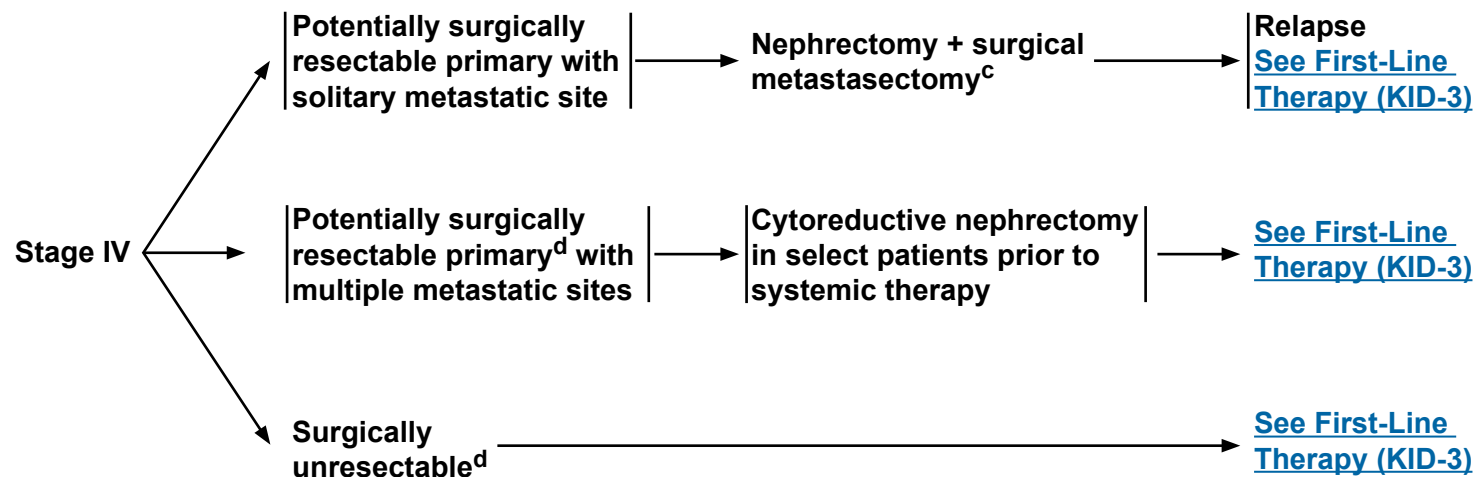 Stage IV
Potentially surgically
resectable primary with
solitary metastatic site
Nephrectomy + surgical
metastasectomyᶜ
Relapse
See First-Line
Therapy (KID-3)
Potentially surgically
resectable primaryᵈ with
multiple metastatic sites
Cytoreductive nephrectomy
in select patients prior to
systemic therapy
See First-Line
Therapy (KID-3)
Surgically
unresectableᵈ
See First-Line
Therapy (KID-3)